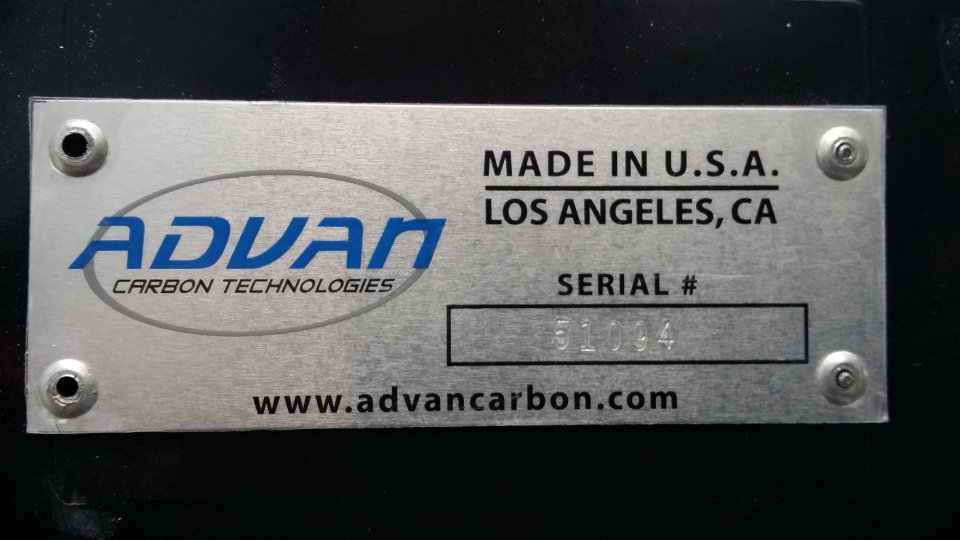 ADVAN
CARBON TECHNOLOGIES
MADE IN U.S.A.
LOS ANGELES, CA
SERIAL #
51094
www.advancarbon.com